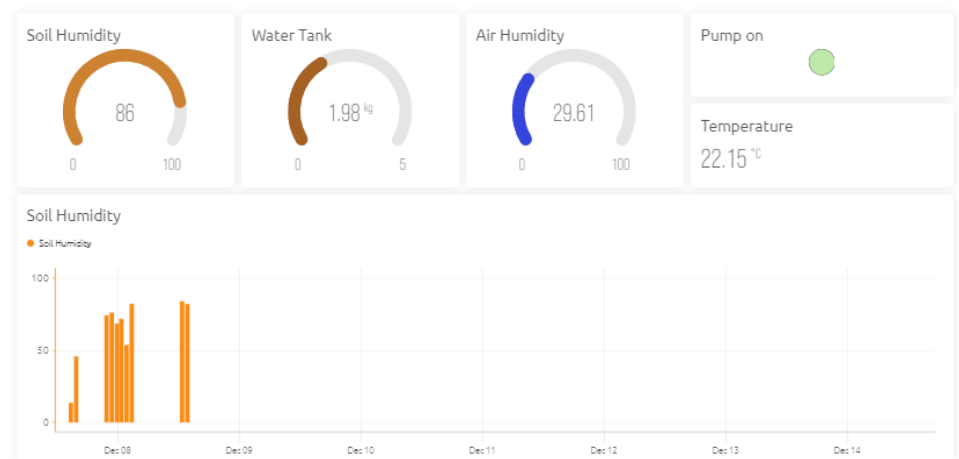 Soil Humidity
86
0 100
Water Tank
1.98 kg
0 5
Air Humidity
29.61
0 100
Pump on
Temperature
22.15 °C
Soil Humidity
Soil Humidity
100
50
0
Dec 08 Dec 09 Dec 10 Dec 11 Dec 12 Dec 13 Dec 14